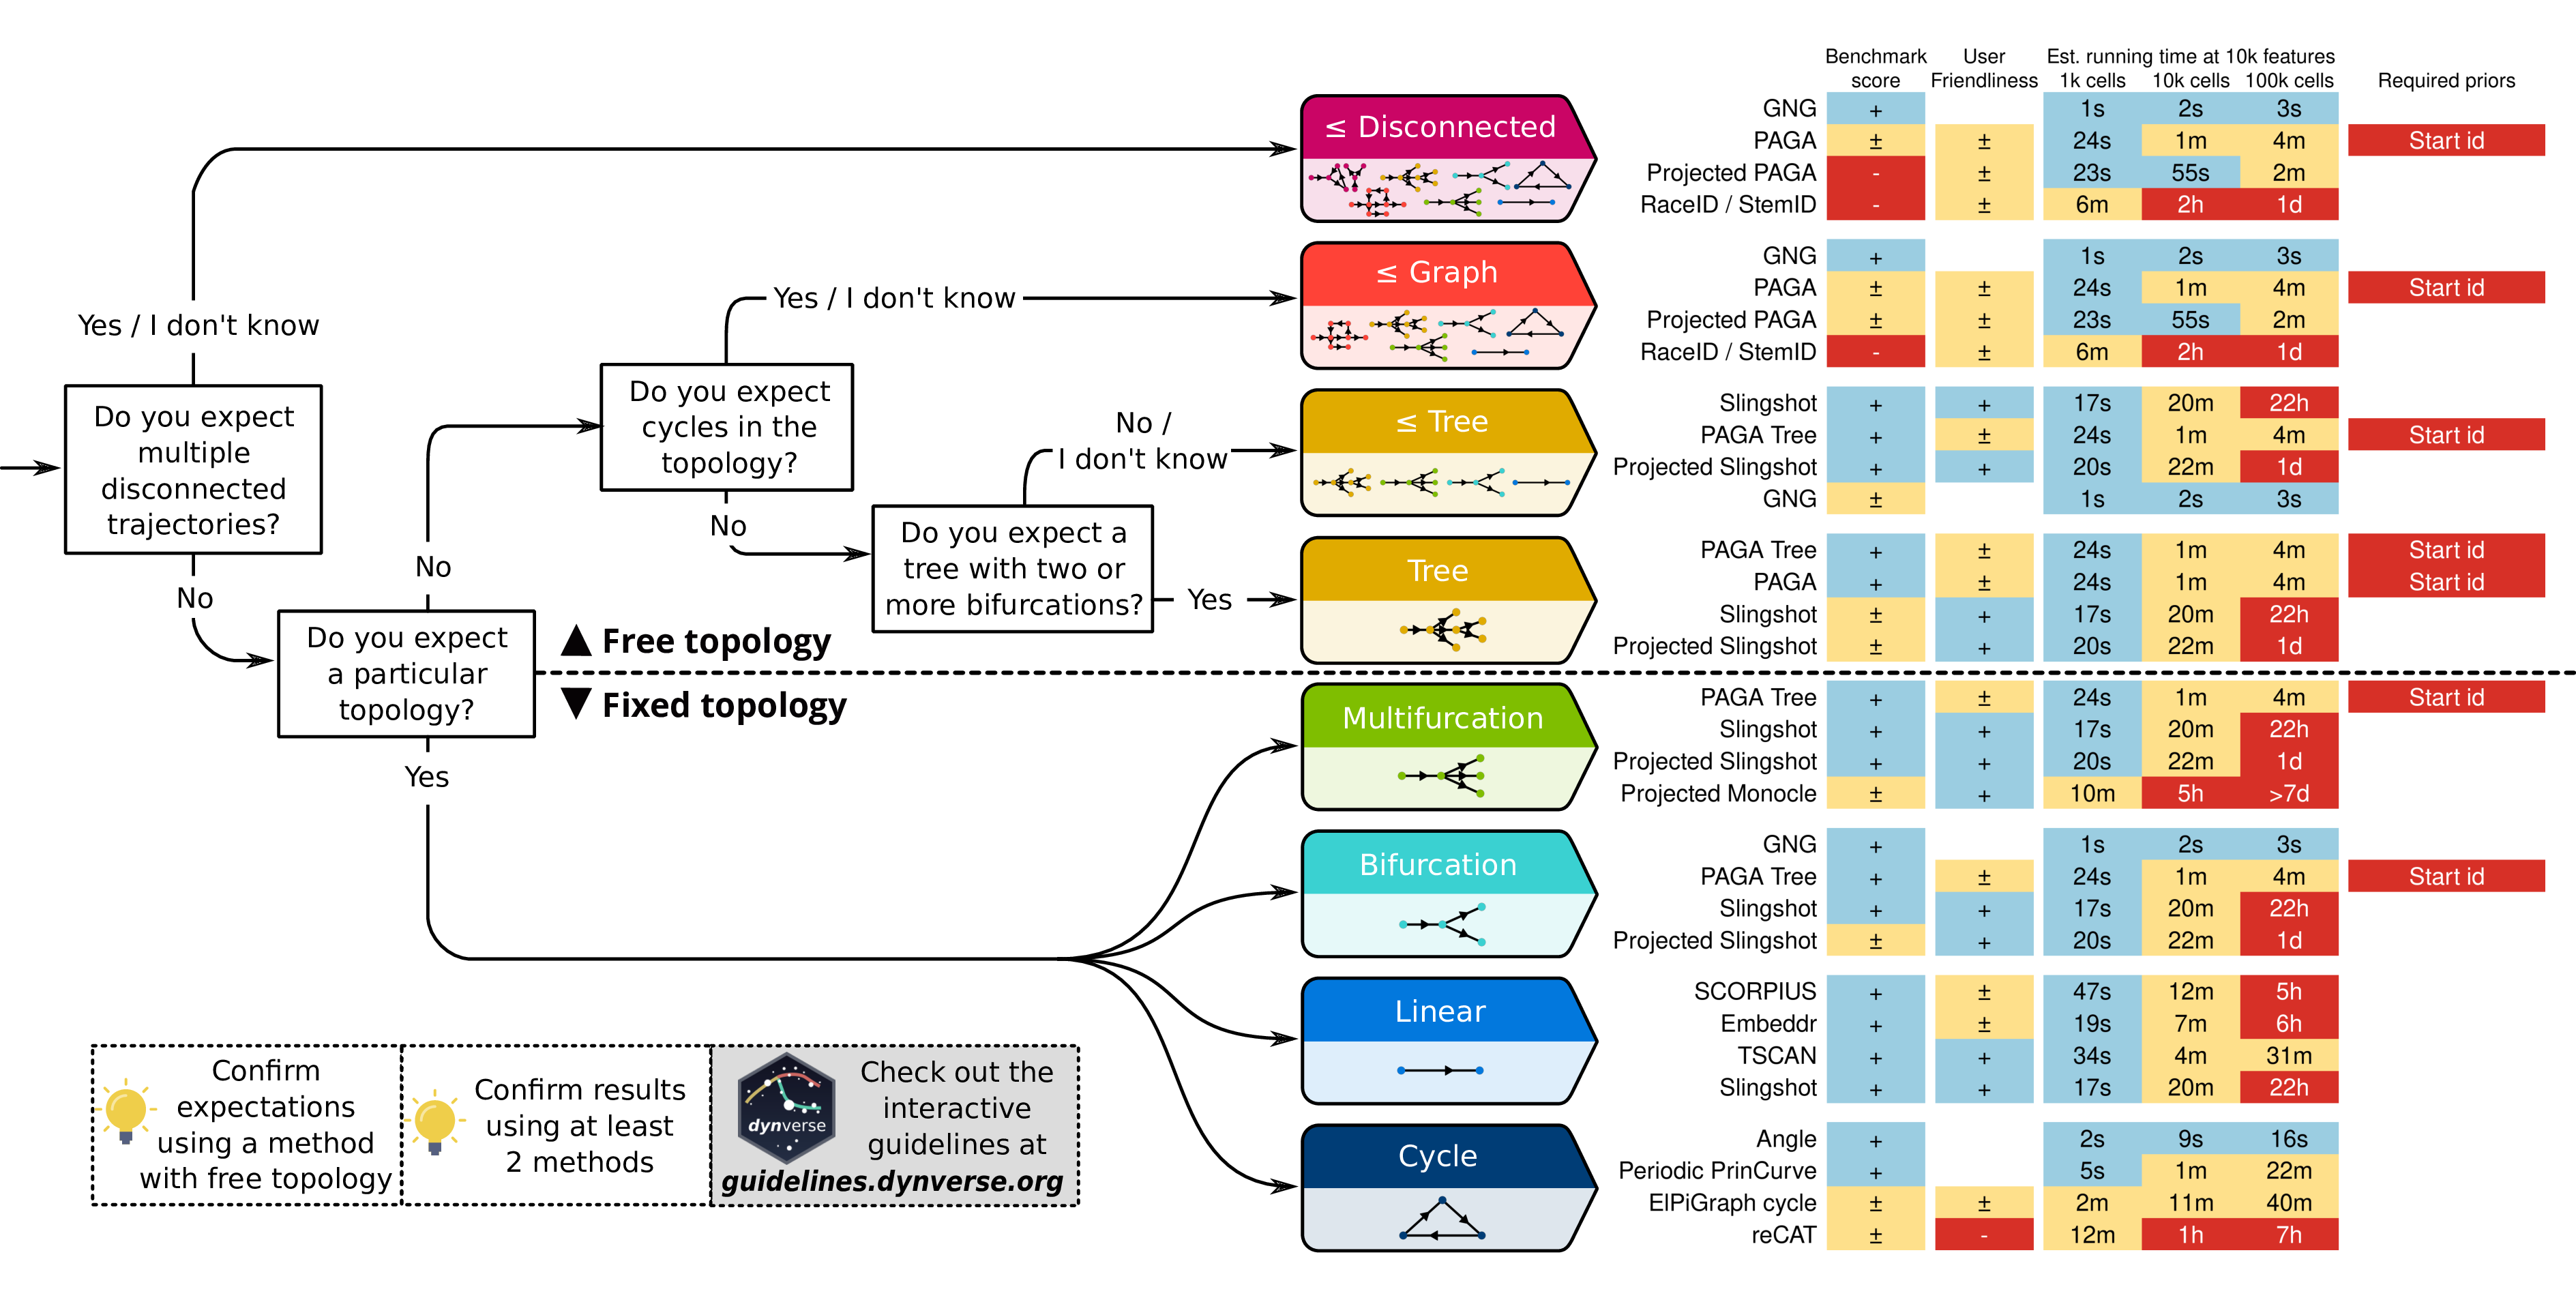 Benchmark score
User Friendliness
Est. running time at 10k features
1k cells 10k cells 100k cells
Required priors
Yes / I don't know
Do you expect
multiple
disconnected
trajectories?
No
Do you expect
a particular
topology?
No
Yes
Do you expect
cycles in the
topology?
Yes / I don't know
No
Do you expect a
tree with two or
more bifurcations?
No /
I don't know
Yes
▲ Free topology
▼ Fixed topology
≤ Disconnected
GNG + 1s 2s 3s
PAGA ± ± 24s 1m 4m Start id
Projected PAGA - ± 23s 55s 2m
RaceID / StemID - ± 6m 2h 1d
≤ Graph
GNG + 1s 2s 3s
PAGA ± ± 24s 1m 4m Start id
Projected PAGA ± ± 23s 55s 2m
RaceID / StemID - ± 6m 2h 1d
≤ Tree
Slingshot + + 17s 20m 22h
PAGA Tree + ± 24s 1m 4m Start id
Projected Slingshot + + 20s 22m 1d
GNG ± 1s 2s 3s
Tree
PAGA Tree + ± 24s 1m 4m Start id
PAGA + ± 24s 1m 4m Start id
Slingshot ± + 17s 20m 22h
Projected Slingshot ± + 20s 22m 1d
Multifurcation
PAGA Tree + ± 24s 1m 4m Start id
Slingshot + + 17s 20m 22h
Projected Slingshot + + 20s 22m 1d
Projected Monocle ± + 10m 5h >7d
Bifurcation
GNG + 1s 2s 3s
PAGA Tree + ± 24s 1m 4m Start id
Slingshot + + 17s 20m 22h
Projected Slingshot ± + 20s 22m 1d
Linear
SCORPIUS + ± 47s 12m 5h
Embeddr + ± 19s 7m 6h
TSCAN + + 34s 4m 31m
Slingshot + + 17s 20m 22h
Cycle
Angle + 2s 9s 16s
Periodic PrinCurve + 5s 1m 22m
ElPiGraph cycle ± ± 2m 11m 40m
reCAT ± - 12m 1h 7h
Confirm
expectations
using a method
with free topology
Confirm results
using at least
2 methods
dynverse
Check out the
interactive
guidelines at
guidelines.dynverse.org